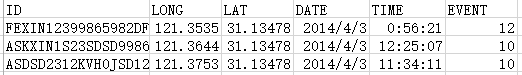 ID LONG LAT DATE TIME EVENT
FEXIN12399865982DF 121.3535 31.13478 2014/4/3 0:56:21 12
ASKXIN1S23SDSD9986 121.3644 31.13478 2014/4/3 12:25:07 10
ASDSD2312KVH0JSD12 121.3753 31.13478 2014/4/3 11:34:11 10